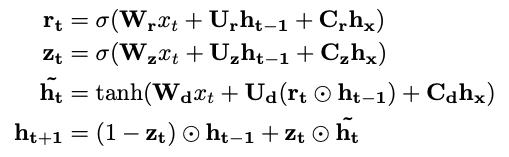 r_t = σ(W_r x_t + U_r h_{t−1} + C_r h_x)
z_t = σ(W_z x_t + U_z h_{t−1} + C_z h_x)
h̃_t = tanh(W_d x_t + U_d(r_t ⊙ h_{t−1}) + C_d h_x)
h_{t+1} = (1 − z_t) ⊙ h_{t−1} + z_t ⊙ h̃_t